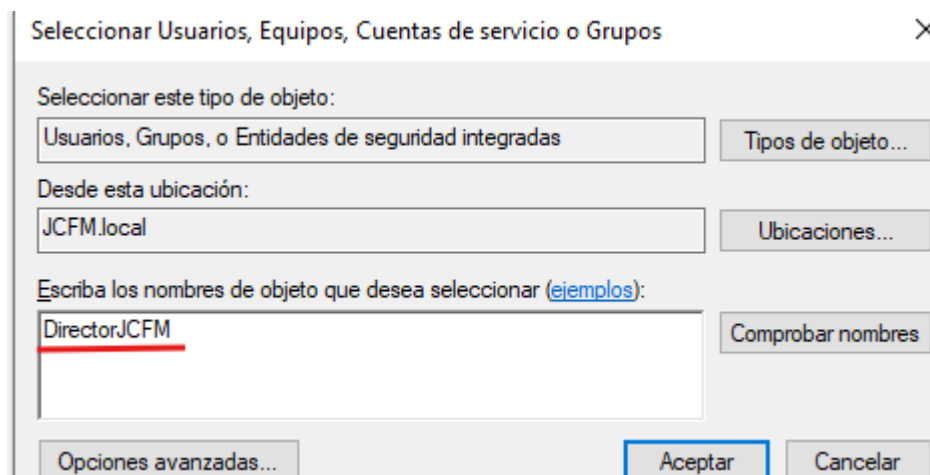 Seleccionar Usuarios, Equipos, Cuentas de servicio o Grupos
Seleccionar este tipo de objeto:
Usuarios, Grupos, o Entidades de seguridad integradas
Tipos de objeto...
Desde esta ubicación:
JCFM.local
Ubicaciones...
Escriba los nombres de objeto que desea seleccionar (ejemplos):
DirectorJCFM
Comprobar nombres
Opciones avanzadas...
Aceptar
Cancelar